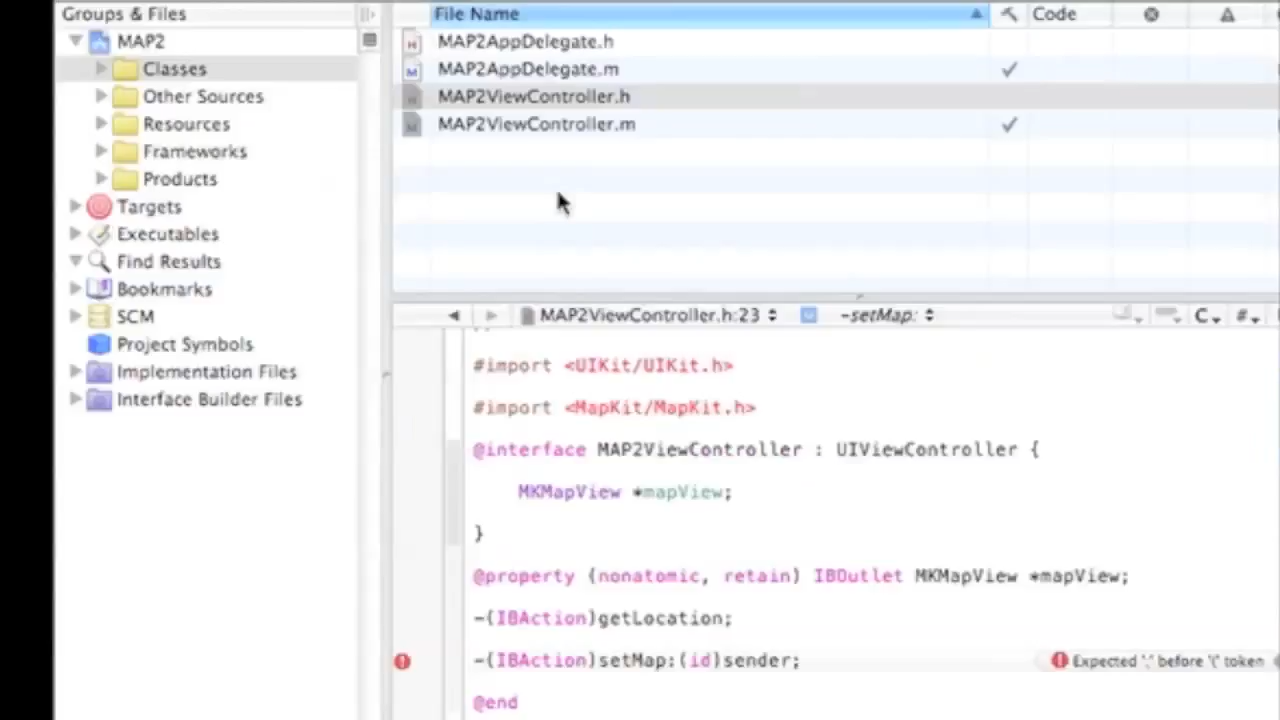 Groups & Files
MAP2
Classes
Other Sources
Resources
Frameworks
Products
Targets
Executables
Find Results
Bookmarks
SCM
Project Symbols
Implementation Files
Interface Builder Files
File Name
Code
MAP2AppDelegate.h
MAP2AppDelegate.m
MAP2ViewController.h
MAP2ViewController.m
MAP2ViewController.h:23
-setMap:
C
#
#import <UIKit/UIKit.h>
#import <MapKit/MapKit.h>
@interface MAP2ViewController : UIViewController {
MKMapView *mapView;
}
@property (nonatomic, retain) IBOutlet MKMapView *mapView;
-(IBAction)getLocation;
-(IBAction)setMap:(id)sender;
Expected ';' before '(' token
@end